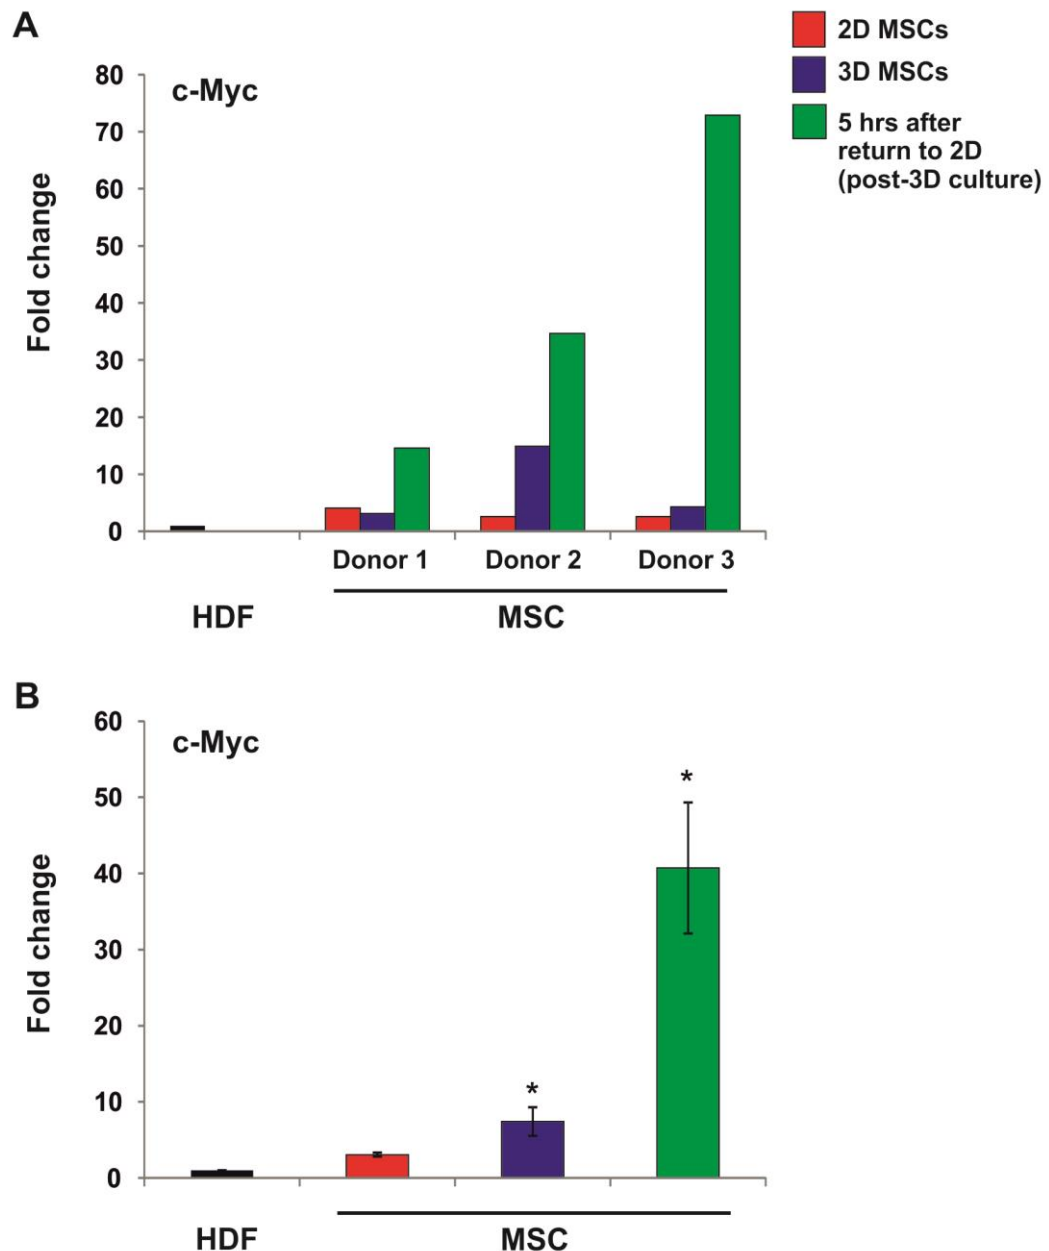 A
2D MSCs
3D MSCs
5 hrs after
return to 2D
(post-3D culture)
c-Myc
Fold change
80
70
60
50
40
30
20
10
0
Donor 1 Donor 2 Donor 3
HDF MSC
B
c-Myc
Fold change
60
50
40
30
20
10
0
*
*
HDF MSC